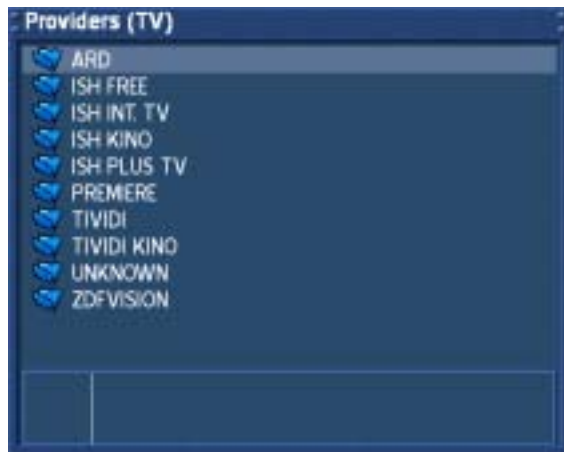 Providers (TV)
ARD
ISH FREE
ISH INT. TV
ISH KINO
ISH PLUS TV
PREMIERE
TIVIDI
TIVIDI KINO
UNKNOWN
ZDFVISION